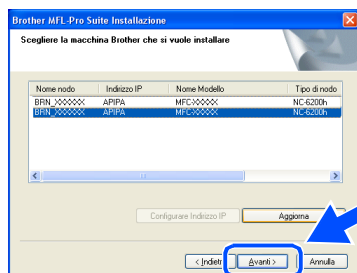 Brother MFL-Pro Suite Installazione
Scegliere la macchina Brother che si vuole installare
Nome nodo Indirizzo IP Nome Modello Tipo di nodo
BRN_XXXXXX APIPA MFC-XXXXX NC-6200h
BRN_XXXXXX APIPA MFC-XXXXX NC-6200h
Configurare Indirizzo IP Aggiorna
< Indietro Avanti > Annulla